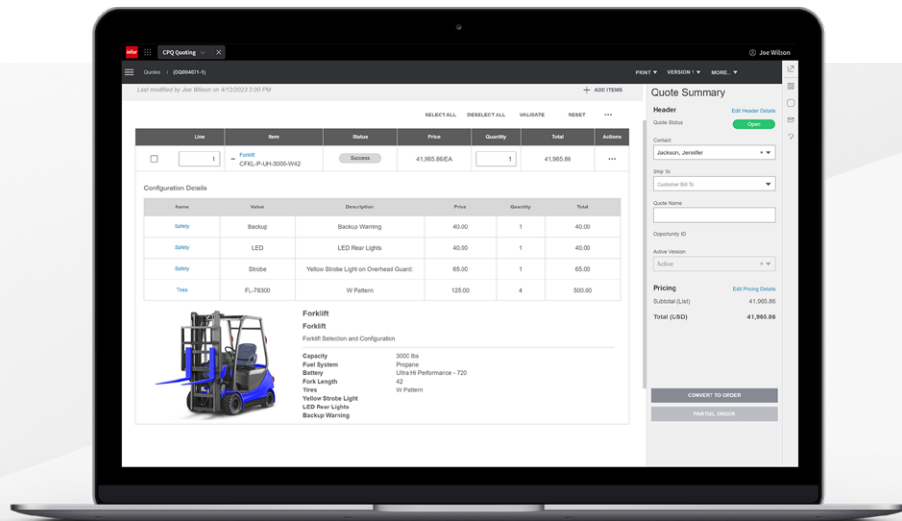 infor
CPQ Quoting
Joe Wilson
Quotes / (DQ004071-1)
PRINT
VERSION 1
MORE...
Last modified by Joe Wilson on 4/12/2023 3:00 PM
ADD ITEMS
SELECT ALL DESELECT ALL VALIDATE RESET
Line Item Status Price Quantity Total Actions
1 Forklift Success 41,965.86/EA 1 41,965.86
CFKL-P-UH-3000-W42
Configuration Details
Name Value Description Price Quantity Total
Safety Backup Backup Warning 40.00 1 40.00
Safety LED LED Rear Lights 40.00 1 40.00
Safety Strobe Yellow Strobe Light on Overhead Guard: 65.00 1 65.00
Tires FL-78300 W Pattern 125.00 4 500.00
Forklift
Forklift
Forklift Selection and Configuration
Capacity 3000 lbs
Fuel System Propane
Battery Ultra Hi Performance - 720
Fork Length 42
Tires W Pattern
Yellow Strobe Light
LED Rear Lights
Backup Warning
Quote Summary
Header Edit Header Details
Quote Status Open
Contact
Jackson, Jennifer
Ship To
Customer Bill To
Quote Name
Opportunity ID
Active Version
Active
Pricing Edit Pricing Details
Subtotal (List) 41,965.86
Total (USD) 41,965.86
CONVERT TO ORDER
PARTIAL ORDER